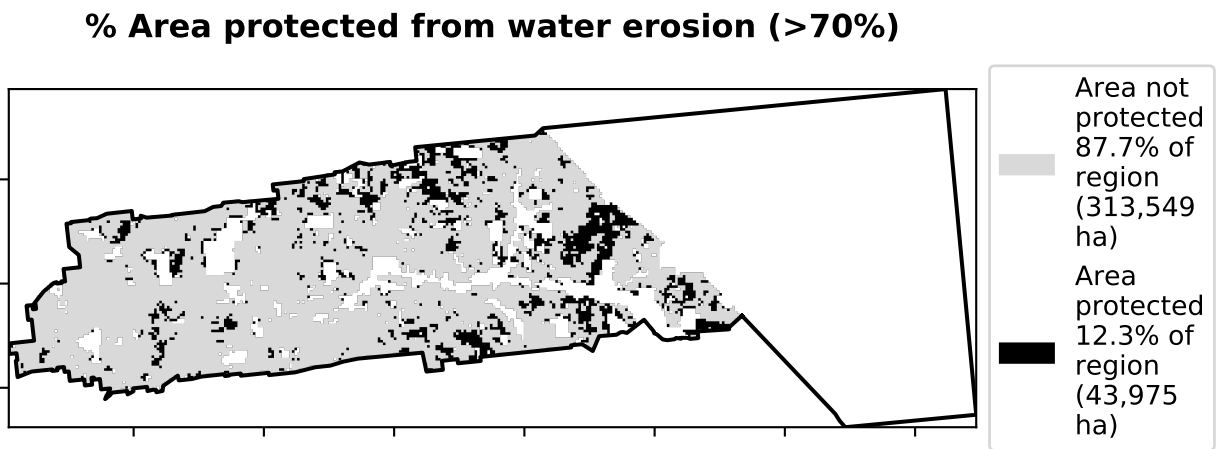 % Area protected from water erosion (>70%)
Area not
protected
87.7% of
region
(313,549
ha)
Area
protected
12.3% of
region
(43,975
ha)